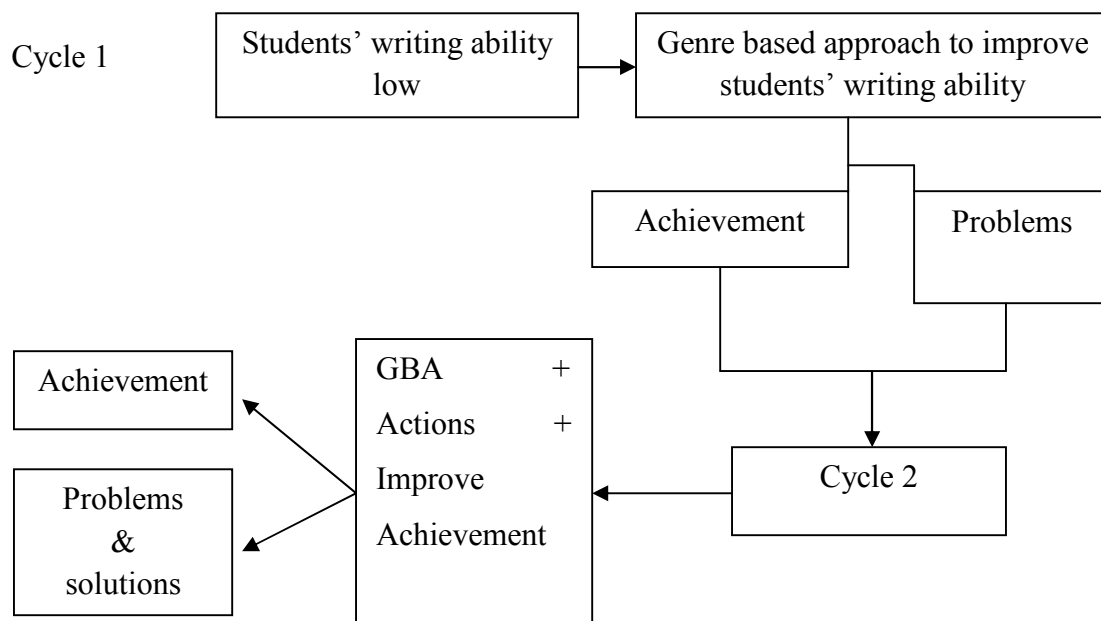 Cycle 1
Students’ writing ability
low
Genre based approach to improve
students’ writing ability
Achievement
Problems
Cycle 2
GBA +
Actions +
Improve
Achievement
Achievement
Problems
&
solutions